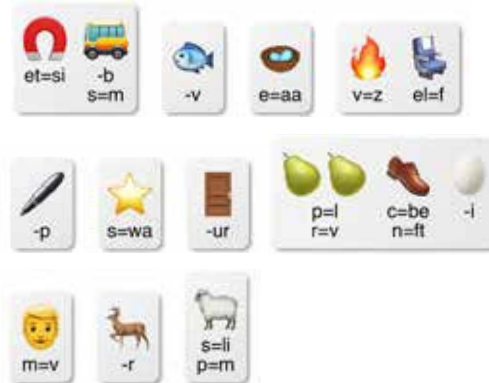 et=si -b
s=m
-v
e=aa
v=z el=f
-p
s=wa
-ur
p=l c=be -i
r=v n=ft
m=v
-r
s=li
p=m